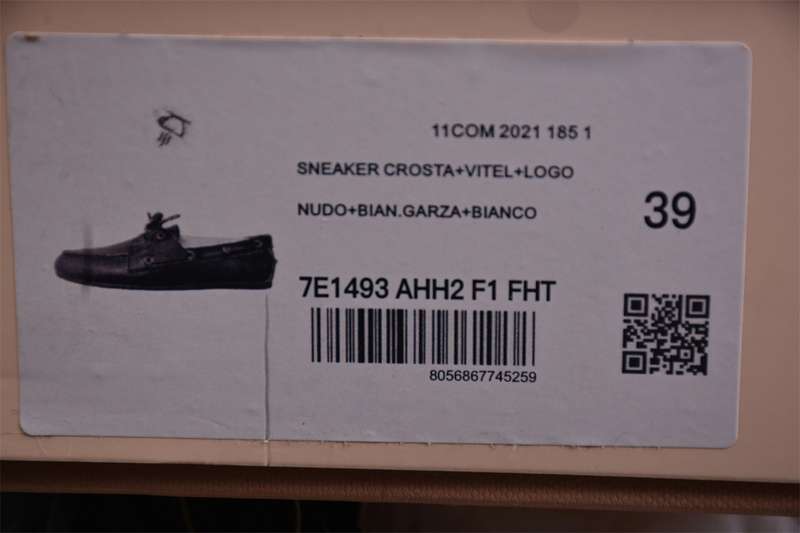 11COM 2021 185 1
SNEAKER CROSTA+VITEL+LOGO
NUDO+BIAN.GARZA+BIANCO
39
7E1493 AHH2 F1 FHT
8056867745259